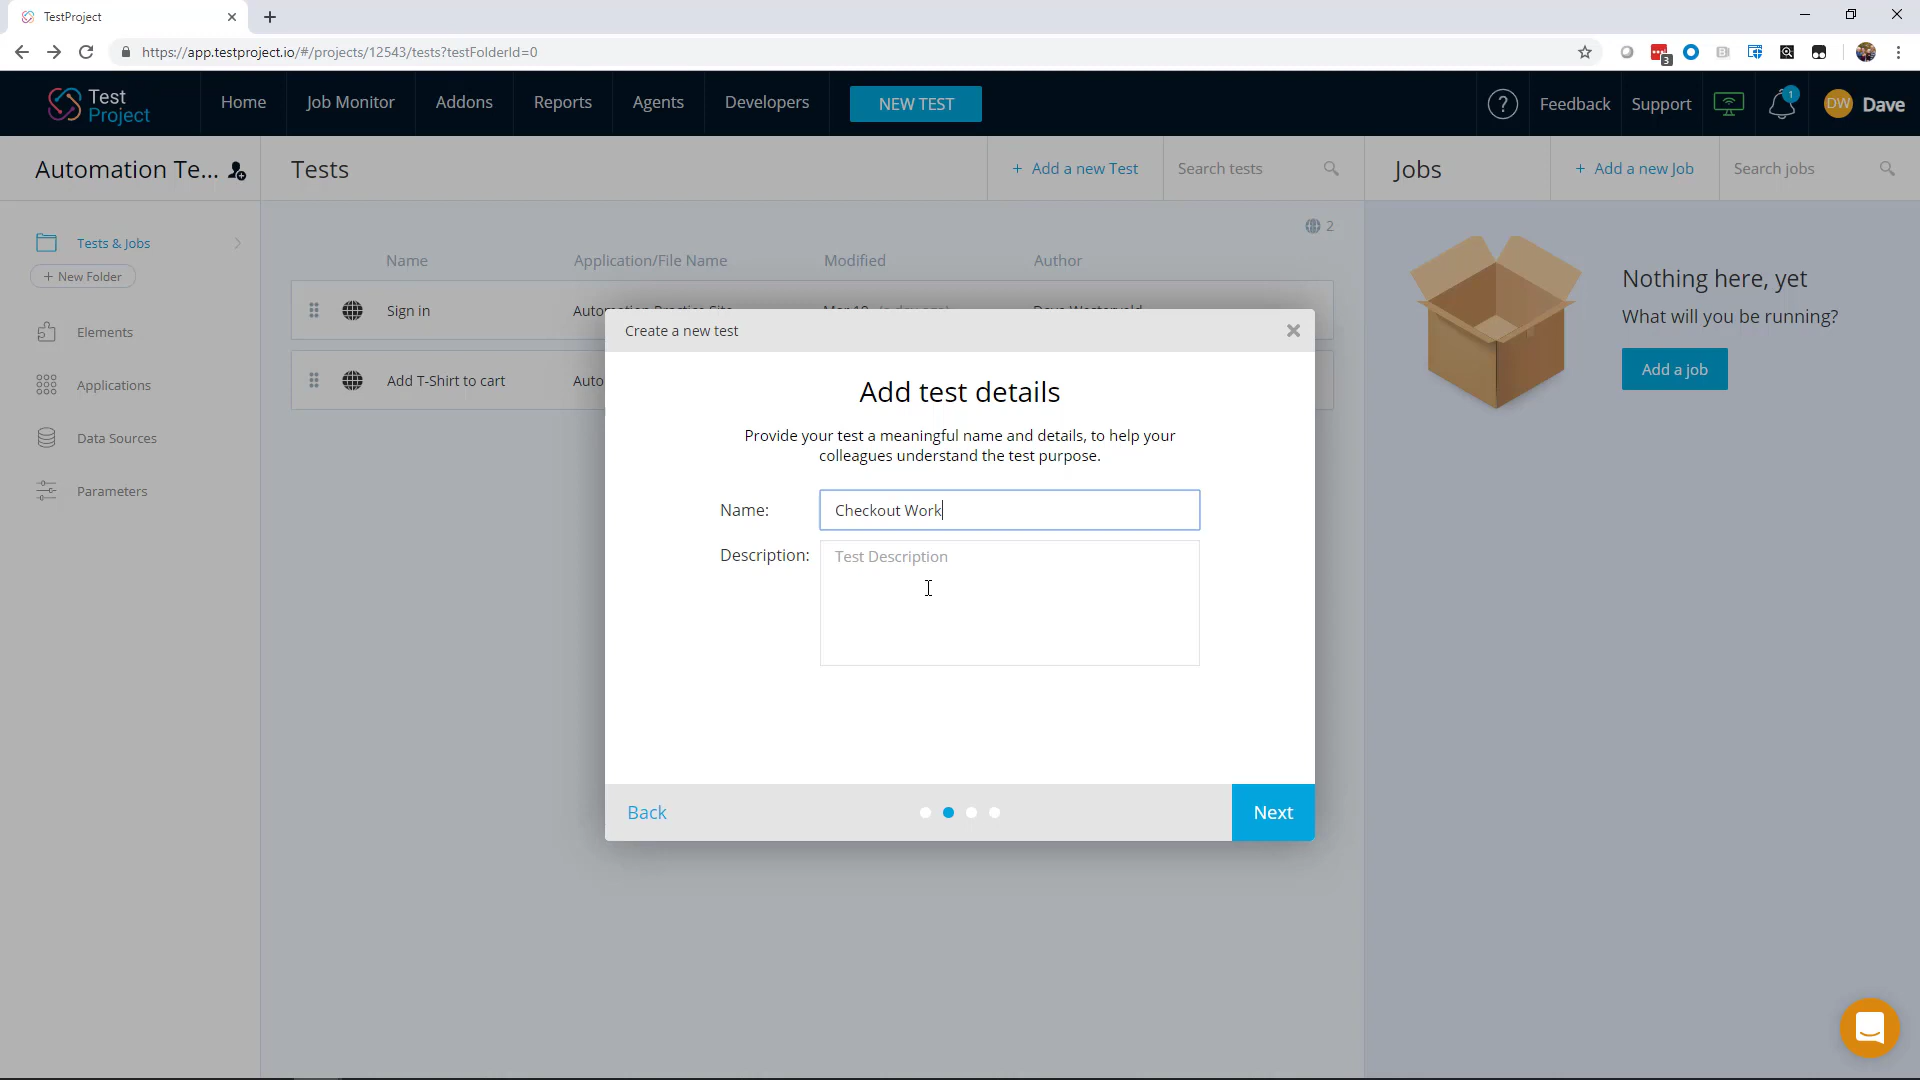 TestProject
https://app.testproject.io/#/projects/12543/tests?testFolderId=0
3
Test
Project
Home
Job Monitor
Addons
Reports
Agents
Developers
NEW TEST
?
Feedback
Support
1
DW
Dave
Automation Te...
Tests
+ Add a new Test
Search tests
Jobs
+ Add a new Job
Search jobs
Tests & Jobs
+ New Folder
Elements
Applications
Data Sources
Parameters
2
Name
Application/File Name
Modified
Author
Sign in
Automation Practice Site
Add T-Shirt to cart
Auto
Create a new test
Add test details
Provide your test a meaningful name and details, to help your
colleagues understand the test purpose.
Name:
Checkout Work
Description:
Test Description
Back
Next
Nothing here, yet
What will you be running?
Add a job